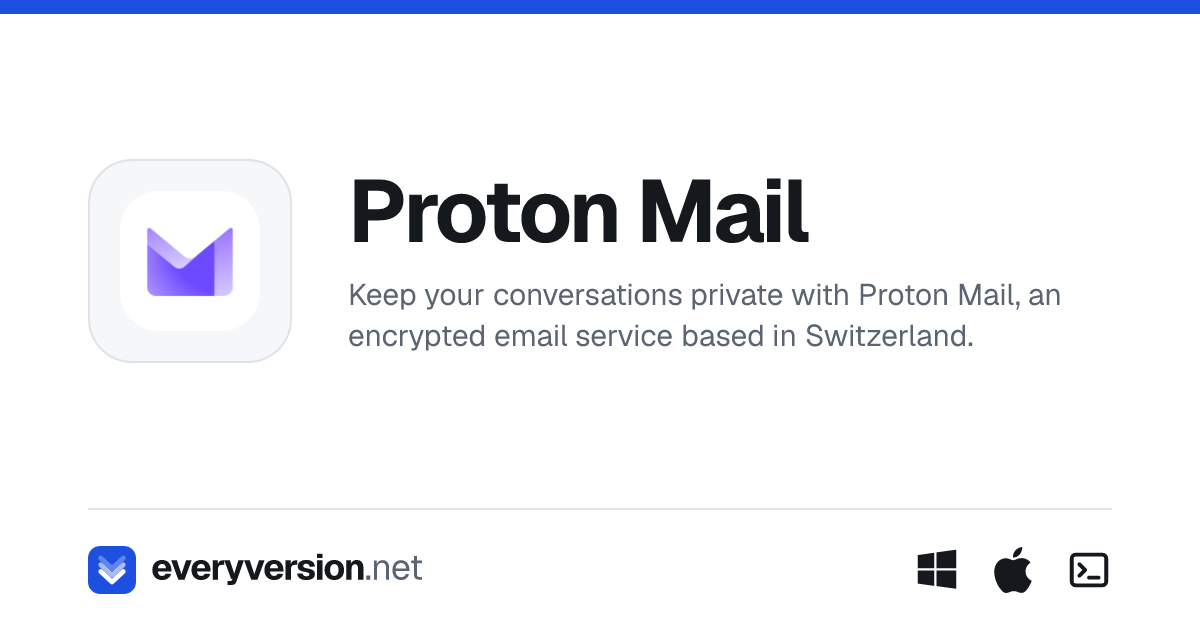 Proton Mail
Keep your conversations private with Proton Mail, an
encrypted email service based in Switzerland.
everyversion.net